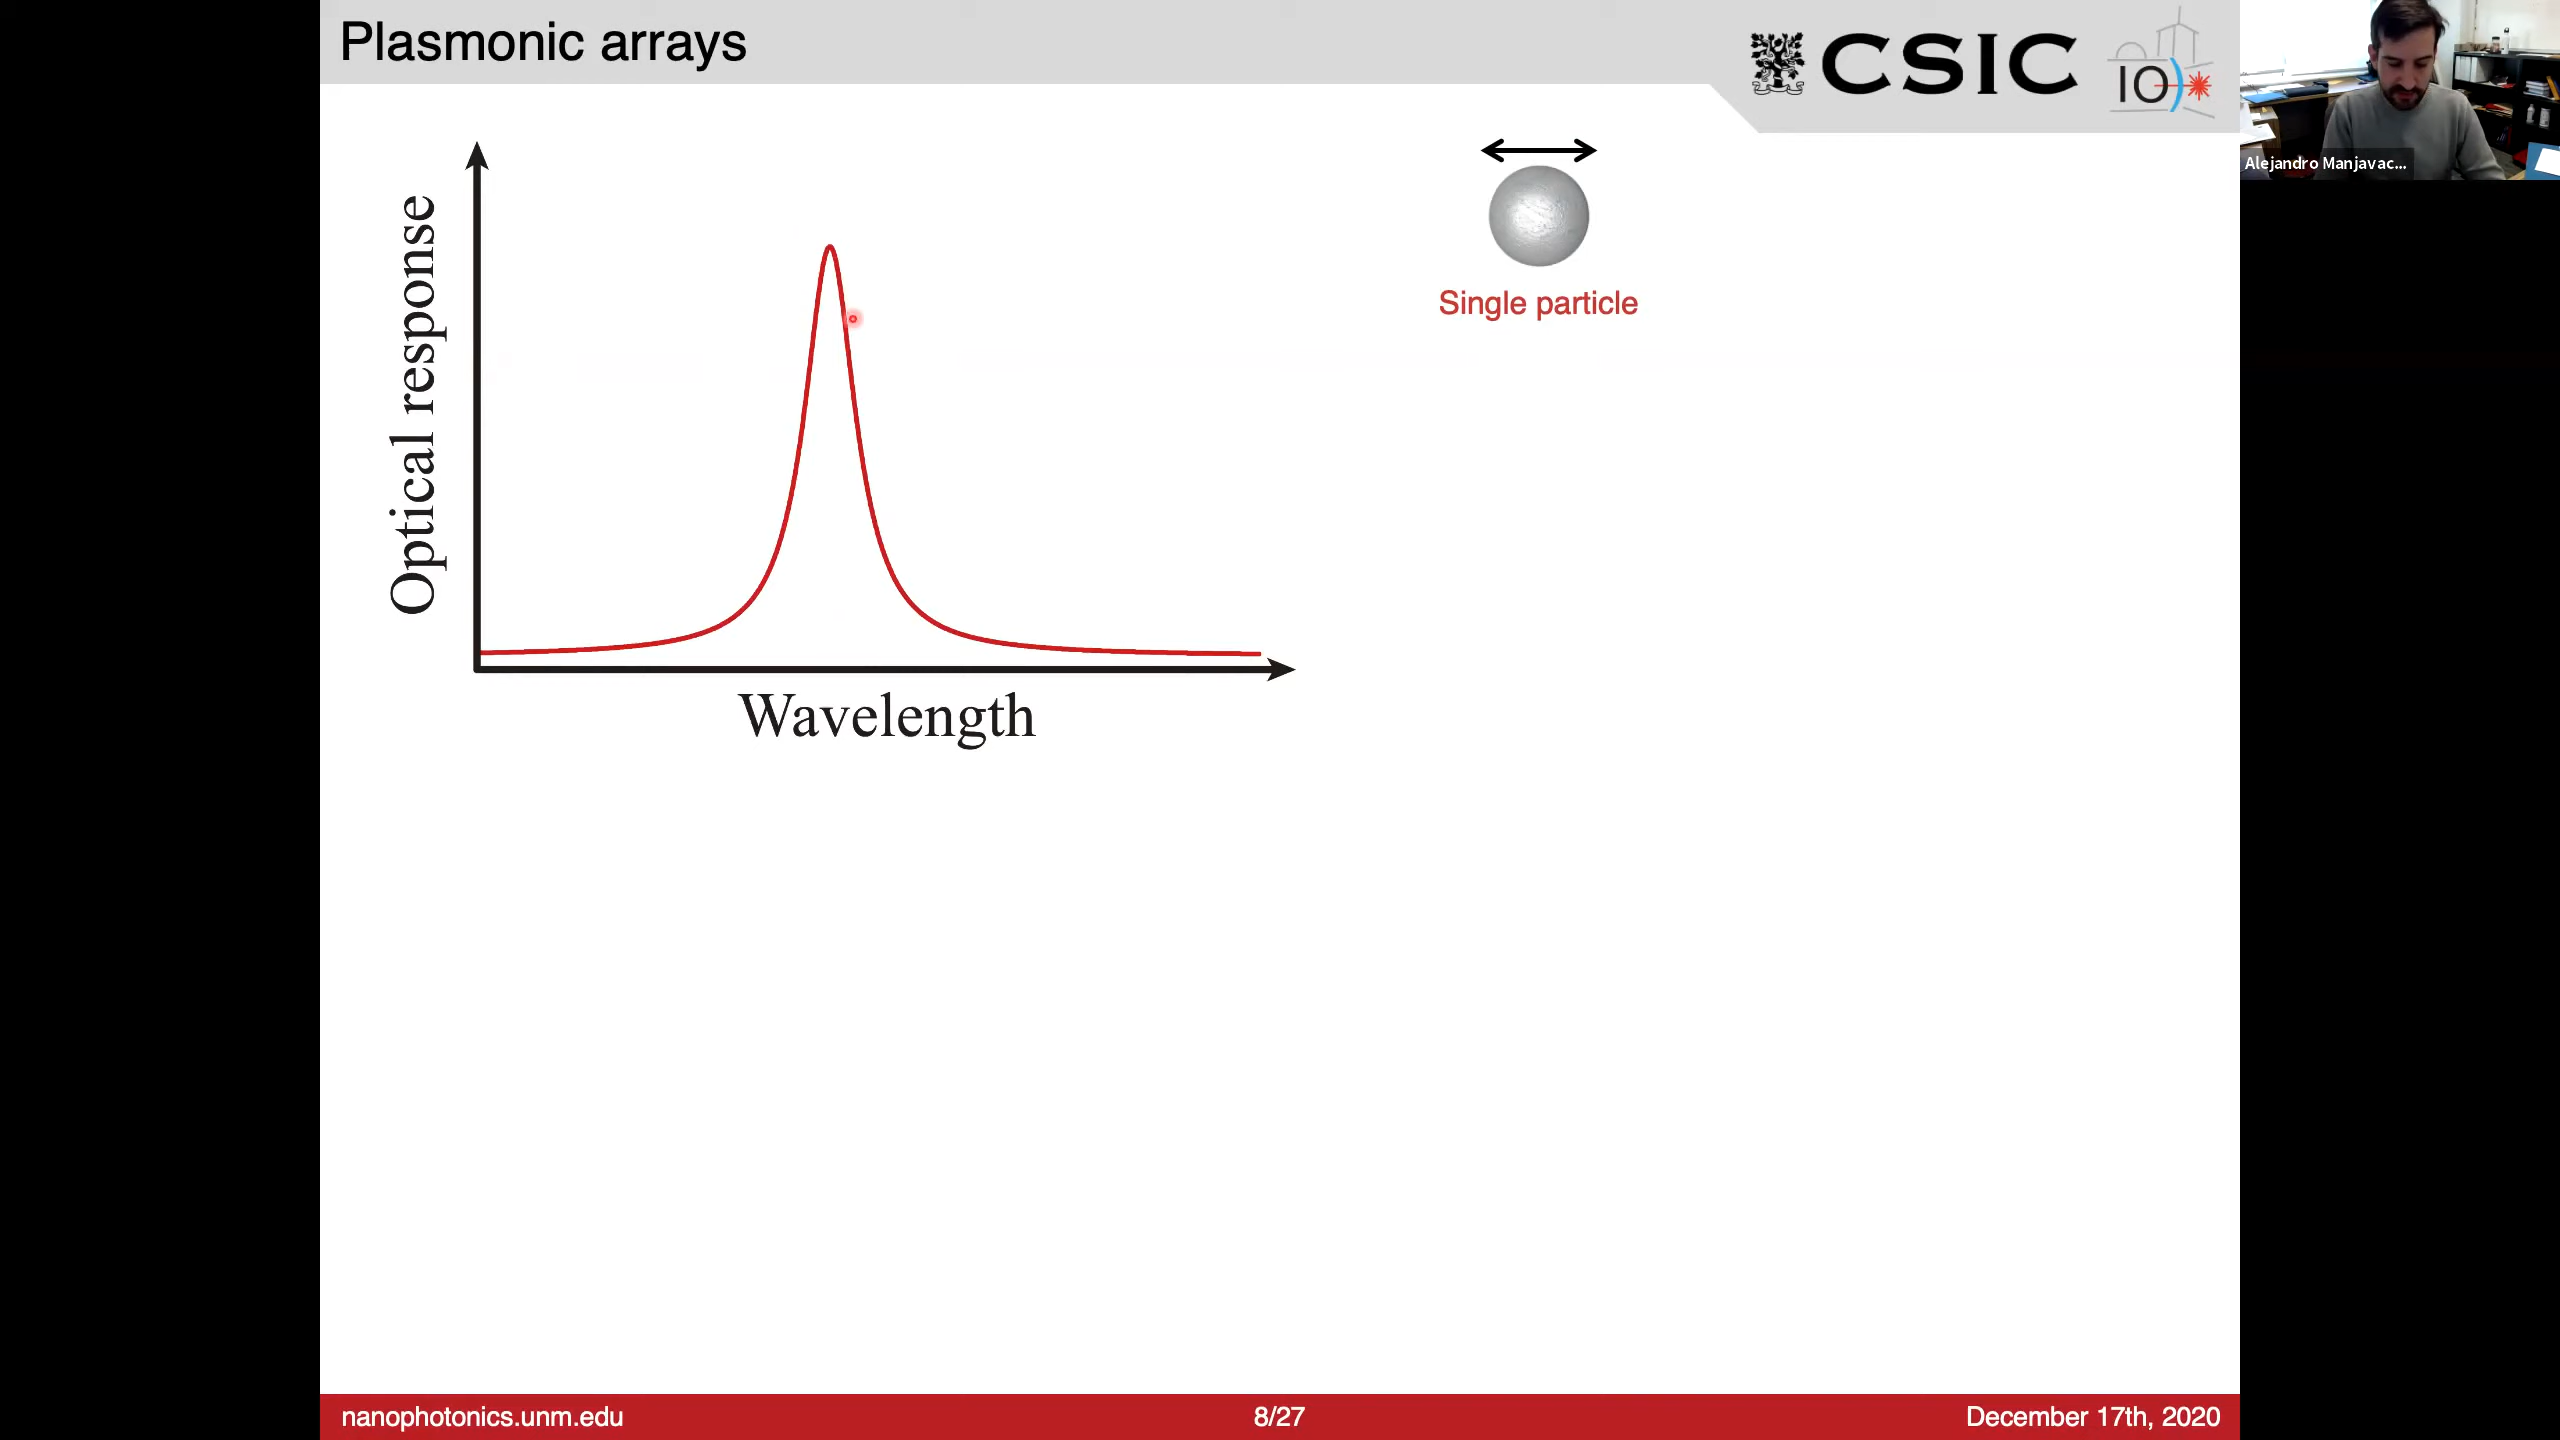 Plasmonic arrays
CSIC
IO
Alejandro Manjavac...
Optical response
Single particle
Wavelength
nanophotonics.unm.edu
8/27
December 17th, 2020